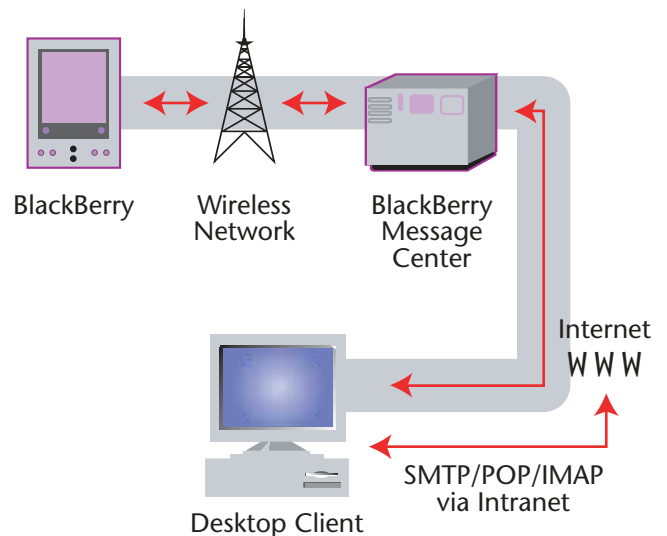 BlackBerry
Wireless
Network
BlackBerry
Message
Center
Internet
WWW
SMTP/POP/IMAP
via Intranet
Desktop Client